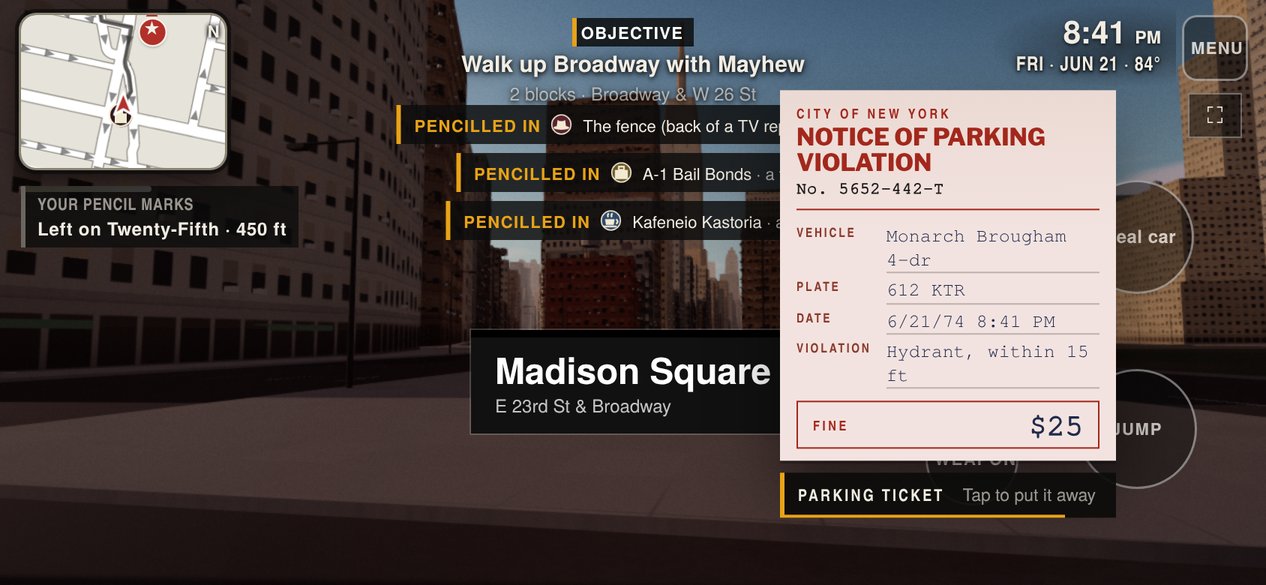 N
YOUR PENCIL MARKS
Left on Twenty-Fifth · 450 ft
OBJECTIVE
Walk up Broadway with Mayhew
2 blocks · Broadway & W 26 St
PENCILLED IN The fence (back of a TV
PENCILLED IN A-1 Bail Bonds · a
PENCILLED IN Kafeneio Kastoria ·
Madison Square
E 23rd St & Broadway
8:41 PM
FRI · JUN 21 · 84°
MENU
car
JUMP
WEAPON
CITY OF NEW YORK
NOTICE OF PARKING
VIOLATION
No. 5652-442-T
VEHICLE Monarch Brougham
4-dr
PLATE 612 KTR
DATE 6/21/74 8:41 PM
VIOLATION Hydrant, within 15
ft
FINE $25
PARKING TICKET Tap to put it away